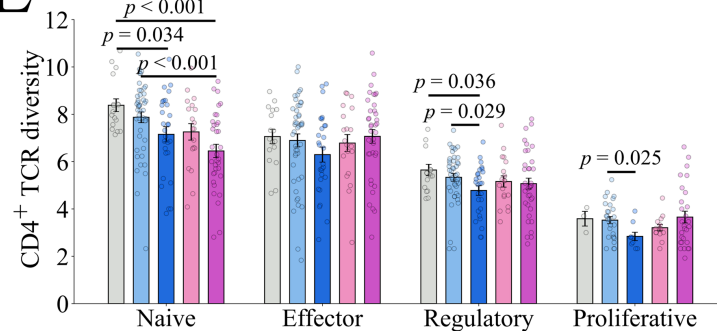 E
12
p < 0.001
p = 0.034
p < 0.001
10
8
p = 0.036
p = 0.029
6
p = 0.025
4
2
0
CD4+ TCR diversity
Naive Effector Regulatory Proliferative